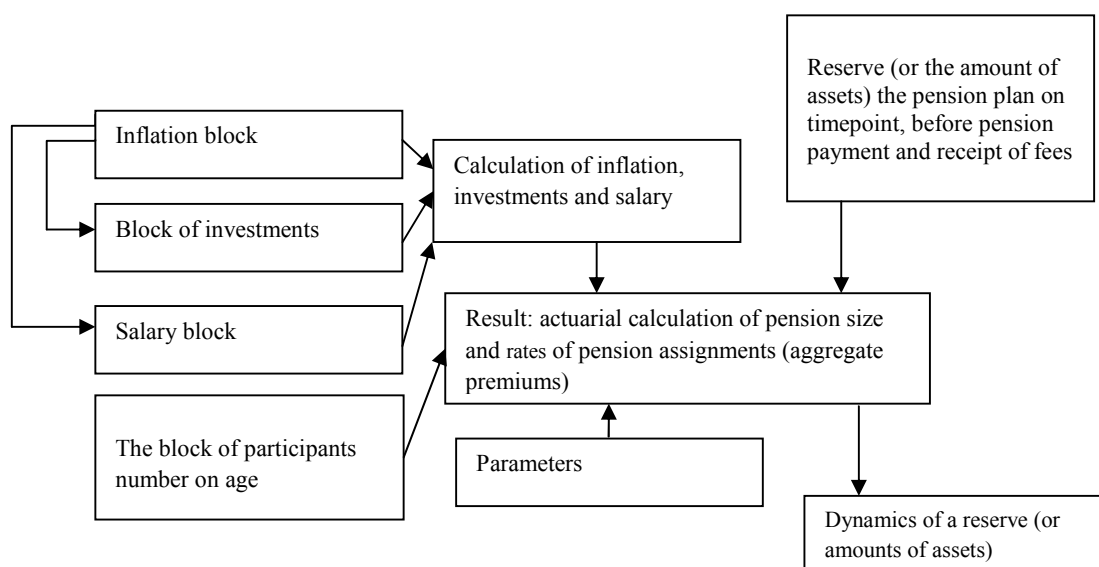 Reserve (or the amount of
assets) the pension plan on
timepoint, before pension
payment and receipt of fees
Inflation block
Calculation of inflation,
investments and salary
Block of investments
Salary block
Result: actuarial calculation of pension size
and rates of pension assignments (aggregate
premiums)
The block of participants
number on age
Parameters
Dynamics of a reserve (or
amounts of assets)